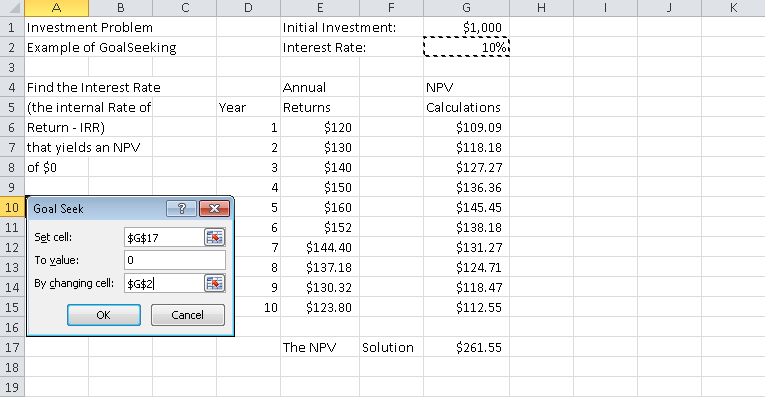 A B C D E F G H I J K
1 Investment Problem Initial Investment: $1,000
2 Example of GoalSeeking Interest Rate: 10%
3
4 Find the Interest Rate Annual NPV
5 (the internal Rate of Year Returns Calculations
6 Return - IRR) 1 $120 $109.09
7 that yields an NPV 2 $130 $118.18
8 of $0 3 $140 $127.27
9 4 $150 $136.36
10 5 $160 $145.45
11 6 $152 $138.18
12 7 $144.40 $131.27
13 8 $137.18 $124.71
14 9 $130.32 $118.47
15 10 $123.80 $112.55
16
17 The NPV Solution $261.55
18
19
Goal Seek ?
Set cell: $G$17
To value: 0
By changing cell: $G$2
OK Cancel